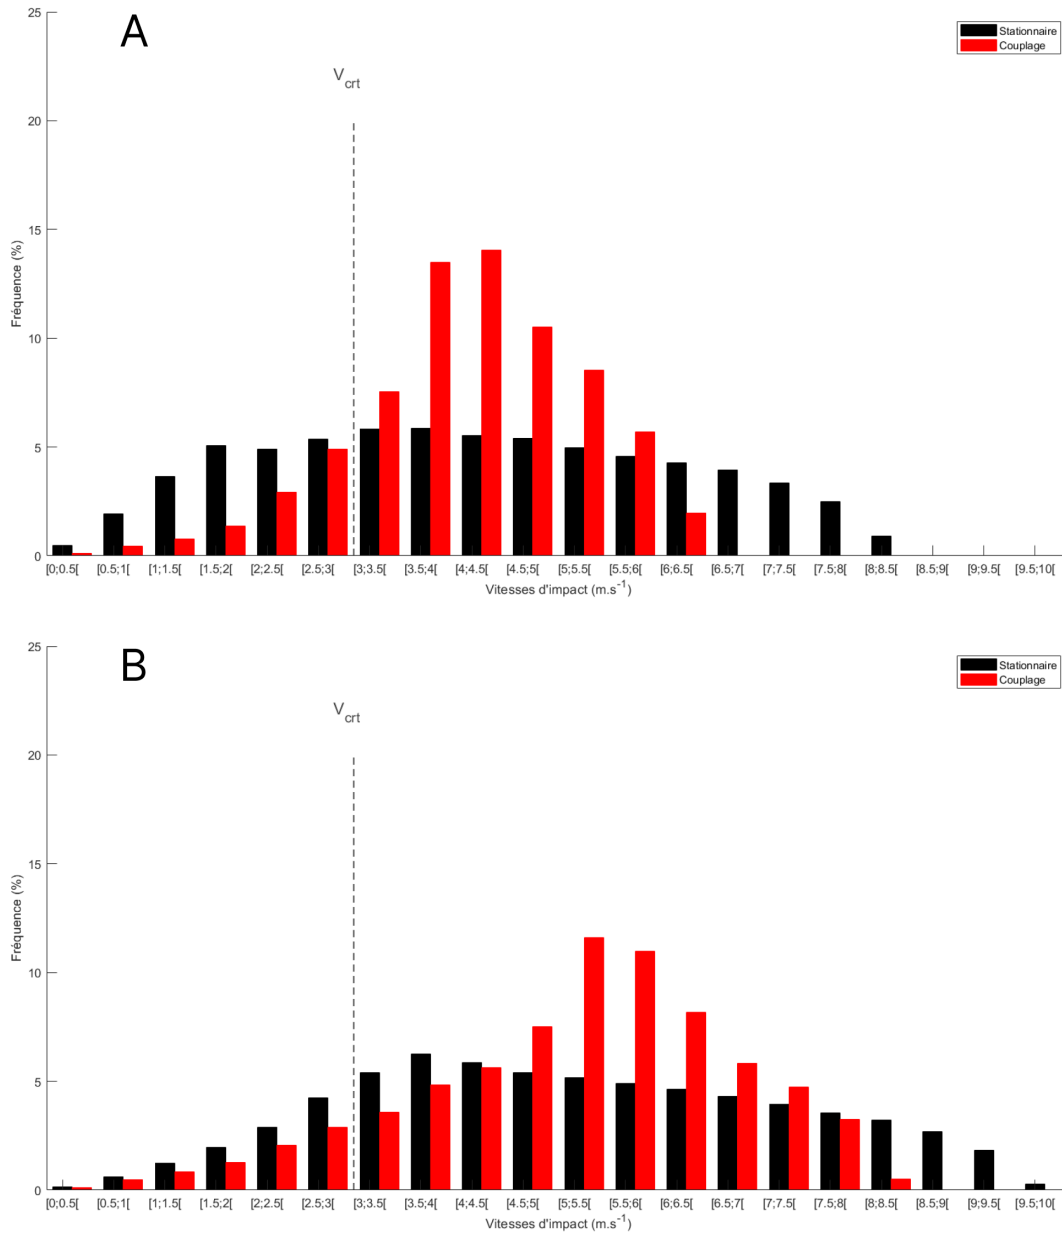 A
Stationnaire
Couplage
V_crt
25
20
15
10
5
0
Fréquence (%)
[0;0.5[ [0.5;1[ [1;1.5[ [1.5;2[ [2;2.5[ [2.5;3[ [3;3.5[ [3.5;4[ [4;4.5[ [4.5;5[ [5;5.5[ [5.5;6[ [6;6.5[ [6.5;7[ [7;7.5[ [7.5;8[ [8;8.5[ [8.5;9[ [9;9.5[ [9.5;10[
Vitesses d'impact (m.s⁻¹)
B
Stationnaire
Couplage
V_crt
25
20
15
10
5
0
Fréquence (%)
[0;0.5[ [0.5;1[ [1;1.5[ [1.5;2[ [2;2.5[ [2.5;3[ [3;3.5[ [3.5;4[ [4;4.5[ [4.5;5[ [5;5.5[ [5.5;6[ [6;6.5[ [6.5;7[ [7;7.5[ [7.5;8[ [8;8.5[ [8.5;9[ [9;9.5[ [9.5;10[
Vitesses d'impact (m.s⁻¹)